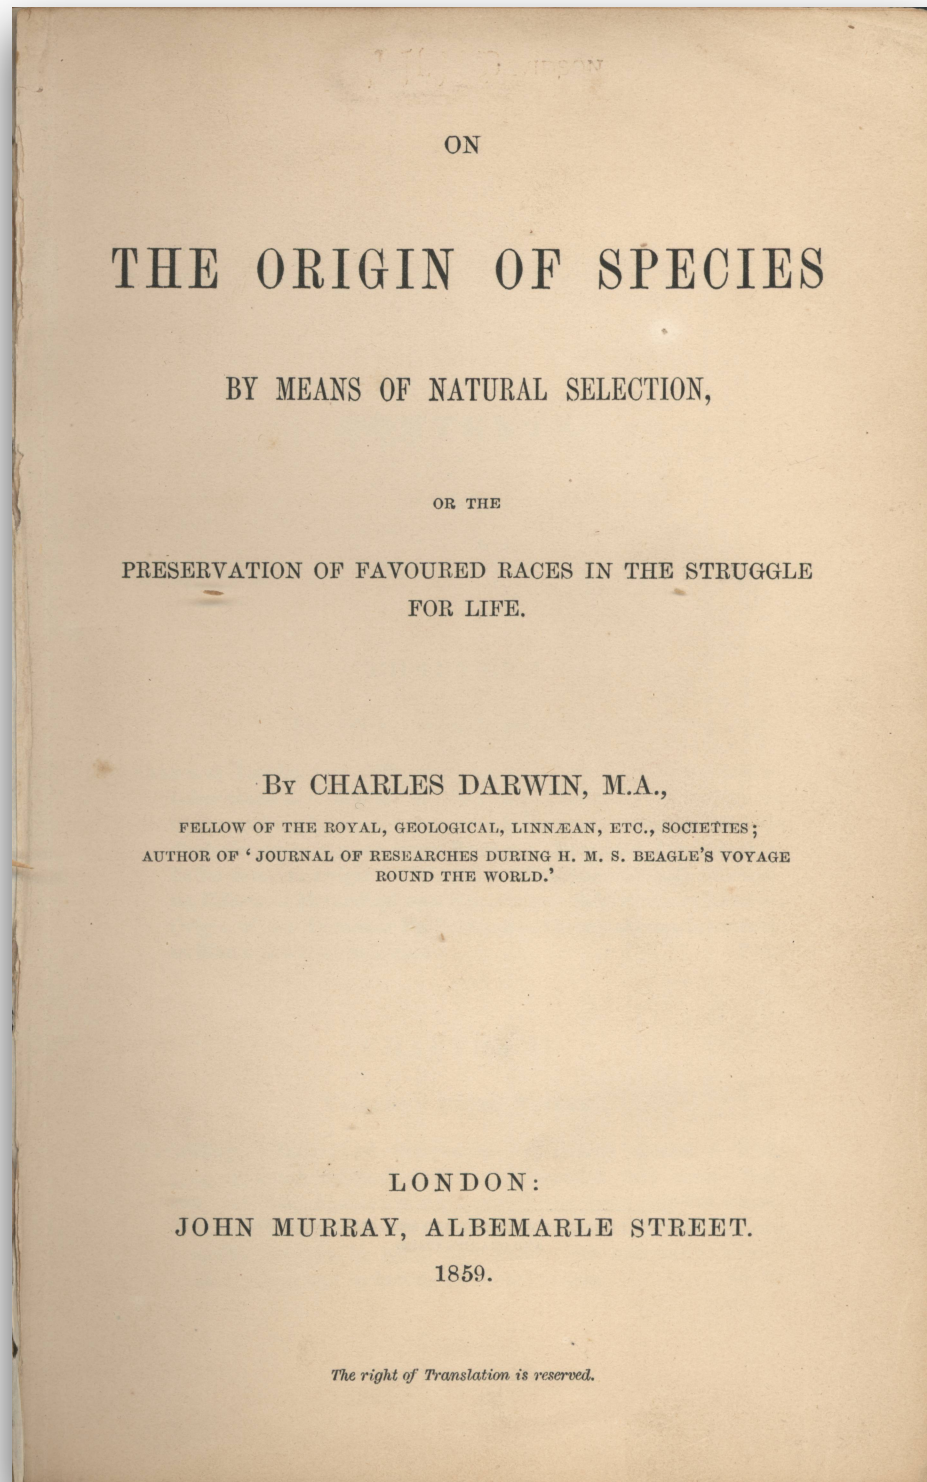 ON
THE ORIGIN OF SPECIES
BY MEANS OF NATURAL SELECTION,
OR THE
PRESERVATION OF FAVOURED RACES IN THE STRUGGLE
FOR LIFE.
By CHARLES DARWIN, M.A.,
FELLOW OF THE ROYAL, GEOLOGICAL, LINNÆAN, ETC., SOCIETIES;
AUTHOR OF ‘JOURNAL OF RESEARCHES DURING H. M. S. BEAGLE’S VOYAGE
ROUND THE WORLD.’
LONDON:
JOHN MURRAY, ALBEMARLE STREET.
1859.
The right of Translation is reserved.